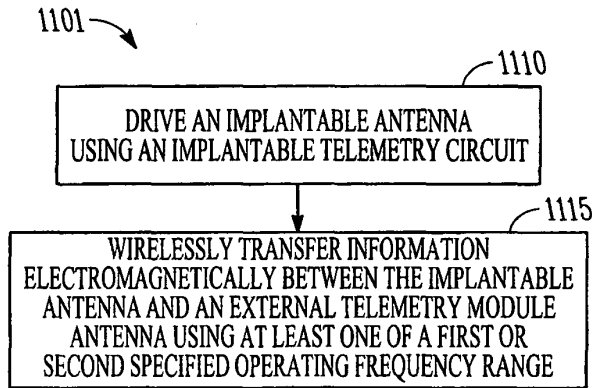 1101
1110
DRIVE AN IMPLANTABLE ANTENNA
USING AN IMPLANTABLE TELEMETRY CIRCUIT
1115
WIRELESSLY TRANSFER INFORMATION
ELECTROMAGNETICALLY BETWEEN THE IMPLANTABLE
ANTENNA AND AN EXTERNAL TELEMETRY MODULE
ANTENNA USING AT LEAST ONE OF A FIRST OR
SECOND SPECIFIED OPERATING FREQUENCY RANGE